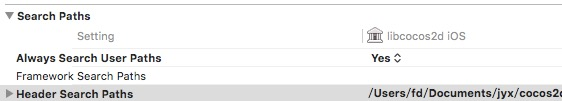 Search Paths
Setting libcocos2d iOS
Always Search User Paths Yes
Framework Search Paths
Header Search Paths /Users/fd/Documents/jyx/cocos2d